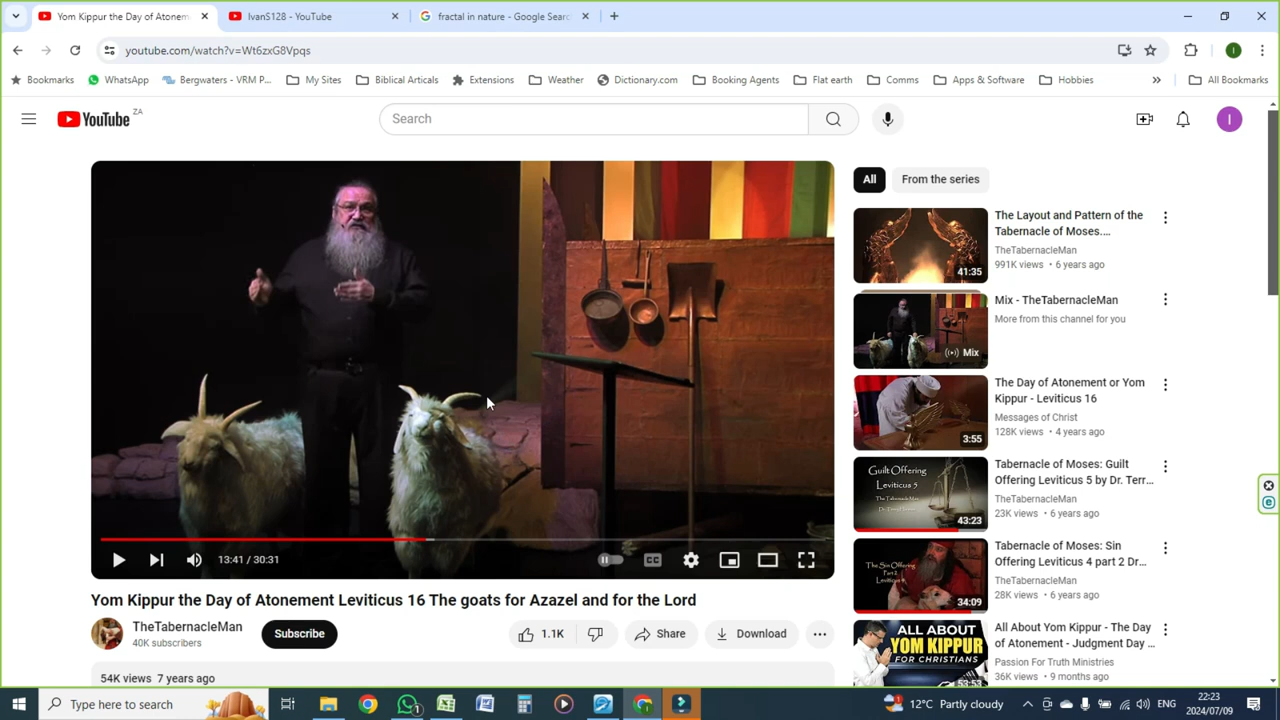 Yom Kippur the Day of Atonem
IvanS128 - YouTube
fractal in nature - Google Searc
youtube.com/watch?v=Wt6zxG8Vpqs
Bookmarks
WhatsApp
Bergwaters - VRM P...
My Sites
Biblical Articals
Extensions
Weather
Dictionary.com
Booking Agents
Flat earth
Comms
Apps & Software
Hobbies
All Bookmarks
YouTube ZA
Search
I
All
From the series
The Layout and Pattern of the
Tabernacle of Moses....
TheTabernacleMan
991K views • 6 years ago
41:35
Mix - TheTabernacleMan
More from this channel for you
Mix
The Day of Atonement or Yom
Kippur - Leviticus 16
Messages of Christ
128K views • 4 years ago
3:55
Guilt Offering
Leviticus 5
The Tabernacle Man
43:23
Tabernacle of Moses: Guilt
Offering Leviticus 5 by Dr. Terr...
TheTabernacleMan
23K views • 6 years ago
The Sin Offering
Part 2
Leviticus 4
34:09
Tabernacle of Moses: Sin
Offering Leviticus 4 part 2 Dr...
TheTabernacleMan
28K views • 6 years ago
ALL ABOUT
YOM KIPPUR
FOR CHRISTIANS
53:53
All About Yom Kippur - The Day
of Atonement - Judgment Day ...
Passion For Truth Ministries
36K views • 9 months ago
13:41 / 30:31
CC
Yom Kippur the Day of Atonement Leviticus 16 The goats for Azazel and for the Lord
TheTabernacleMan
40K subscribers
Subscribe
1.1K
Share
Download
54K views 7 years ago
Type here to search
12°C Partly cloudy
ENG
22:23
2024/07/09